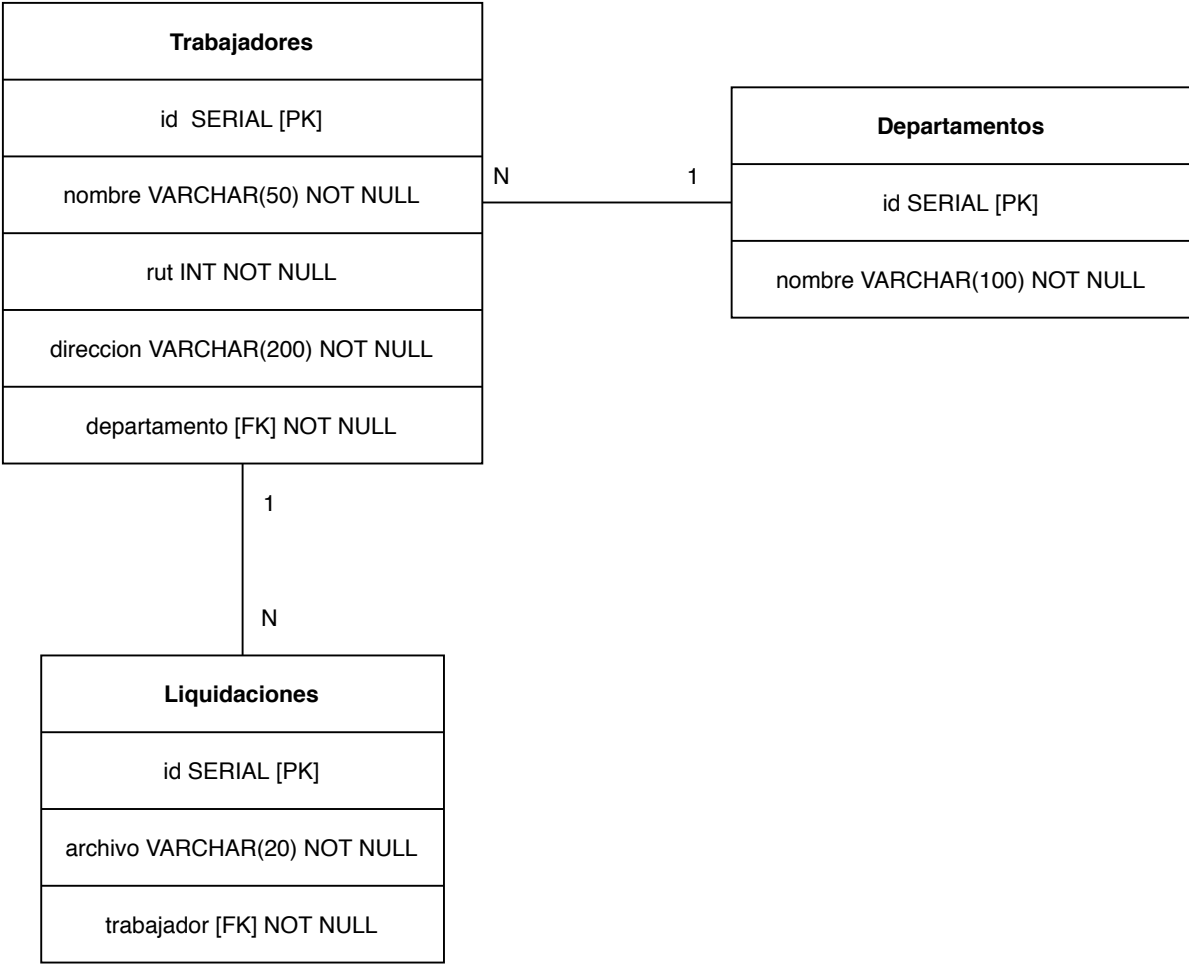 Trabajadores
id  SERIAL [PK]
nombre VARCHAR(50) NOT NULL
rut INT NOT NULL
direccion VARCHAR(200) NOT NULL
departamento [FK] NOT NULL
N
1
Departamentos
id SERIAL [PK]
nombre VARCHAR(100) NOT NULL
1
N
Liquidaciones
id SERIAL [PK]
archivo VARCHAR(20) NOT NULL
trabajador [FK] NOT NULL